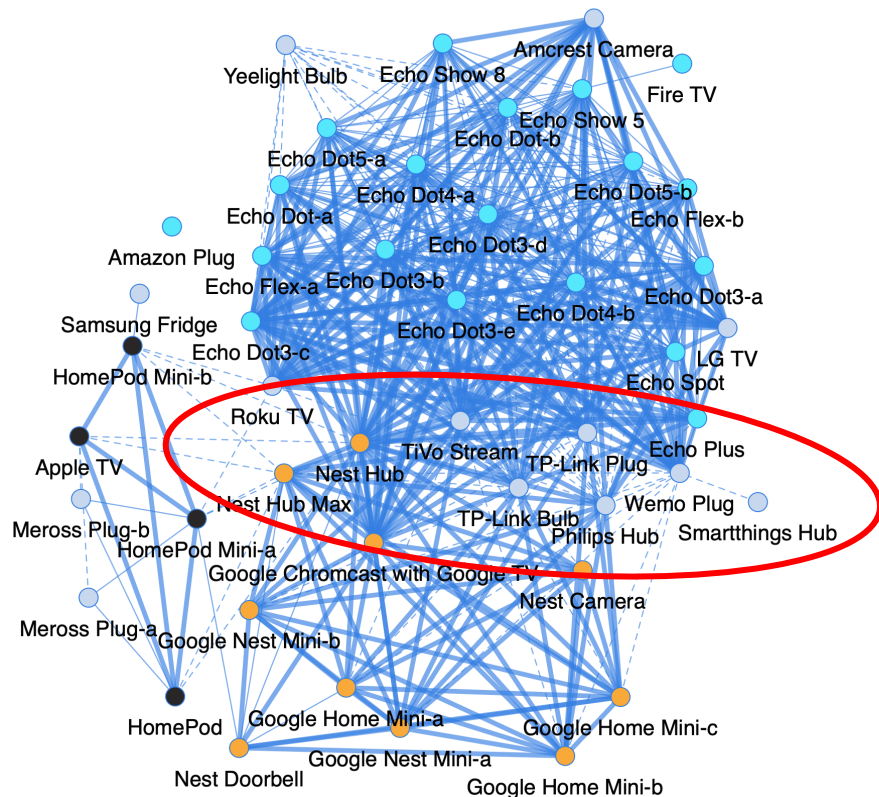 Amcrest Camera
Yeelight Bulb
Echo Show 8
Fire TV
Echo Show 5
Echo Dot-b
Echo Dot5-a
Echo Dot4-a
Echo Dot5-b
Echo Dot-a
Echo Flex-b
Echo Dot3-d
Amazon Plug
Echo Flex-a
Echo Dot3-b
Echo Dot3-a
Echo Dot4-b
Samsung Fridge
Echo Dot3-e
Echo Dot3-c
LG TV
HomePod Mini-b
Echo Spot
Roku TV
TiVo Stream
Echo Plus
Apple TV
Nest Hub
TP-Link Plug
Nest Hub Max
Wemo Plug
TP-Link Bulb
Meross Plug-b
Philips Hub
Smartthings Hub
HomePod Mini-a
Google Chromcast with Google TV
Nest Camera
Meross Plug-a
Google Nest Mini-b
HomePod
Google Home Mini-a
Google Home Mini-c
Google Nest Mini-a
Nest Doorbell
Google Home Mini-b